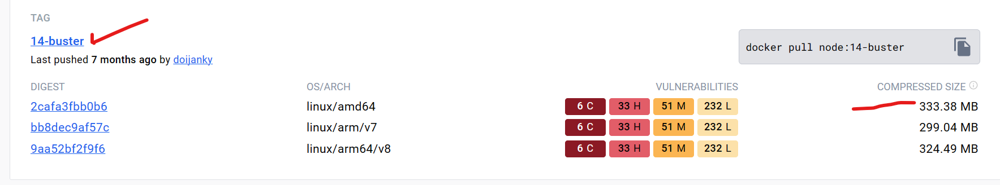 TAG
14-buster
docker pull node:14-buster
Last pushed 7 months ago by doijanky
DIGEST OS/ARCH VULNERABILITIES COMPRESSED SIZE
2cafa3fbb0b6 linux/amd64 6 C 33 H 51 M 232 L 333.38 MB
bb8dec9af57c linux/arm/v7 6 C 33 H 51 M 232 L 299.04 MB
9aa52bf2f9f6 linux/arm64/v8 6 C 33 H 51 M 232 L 324.49 MB